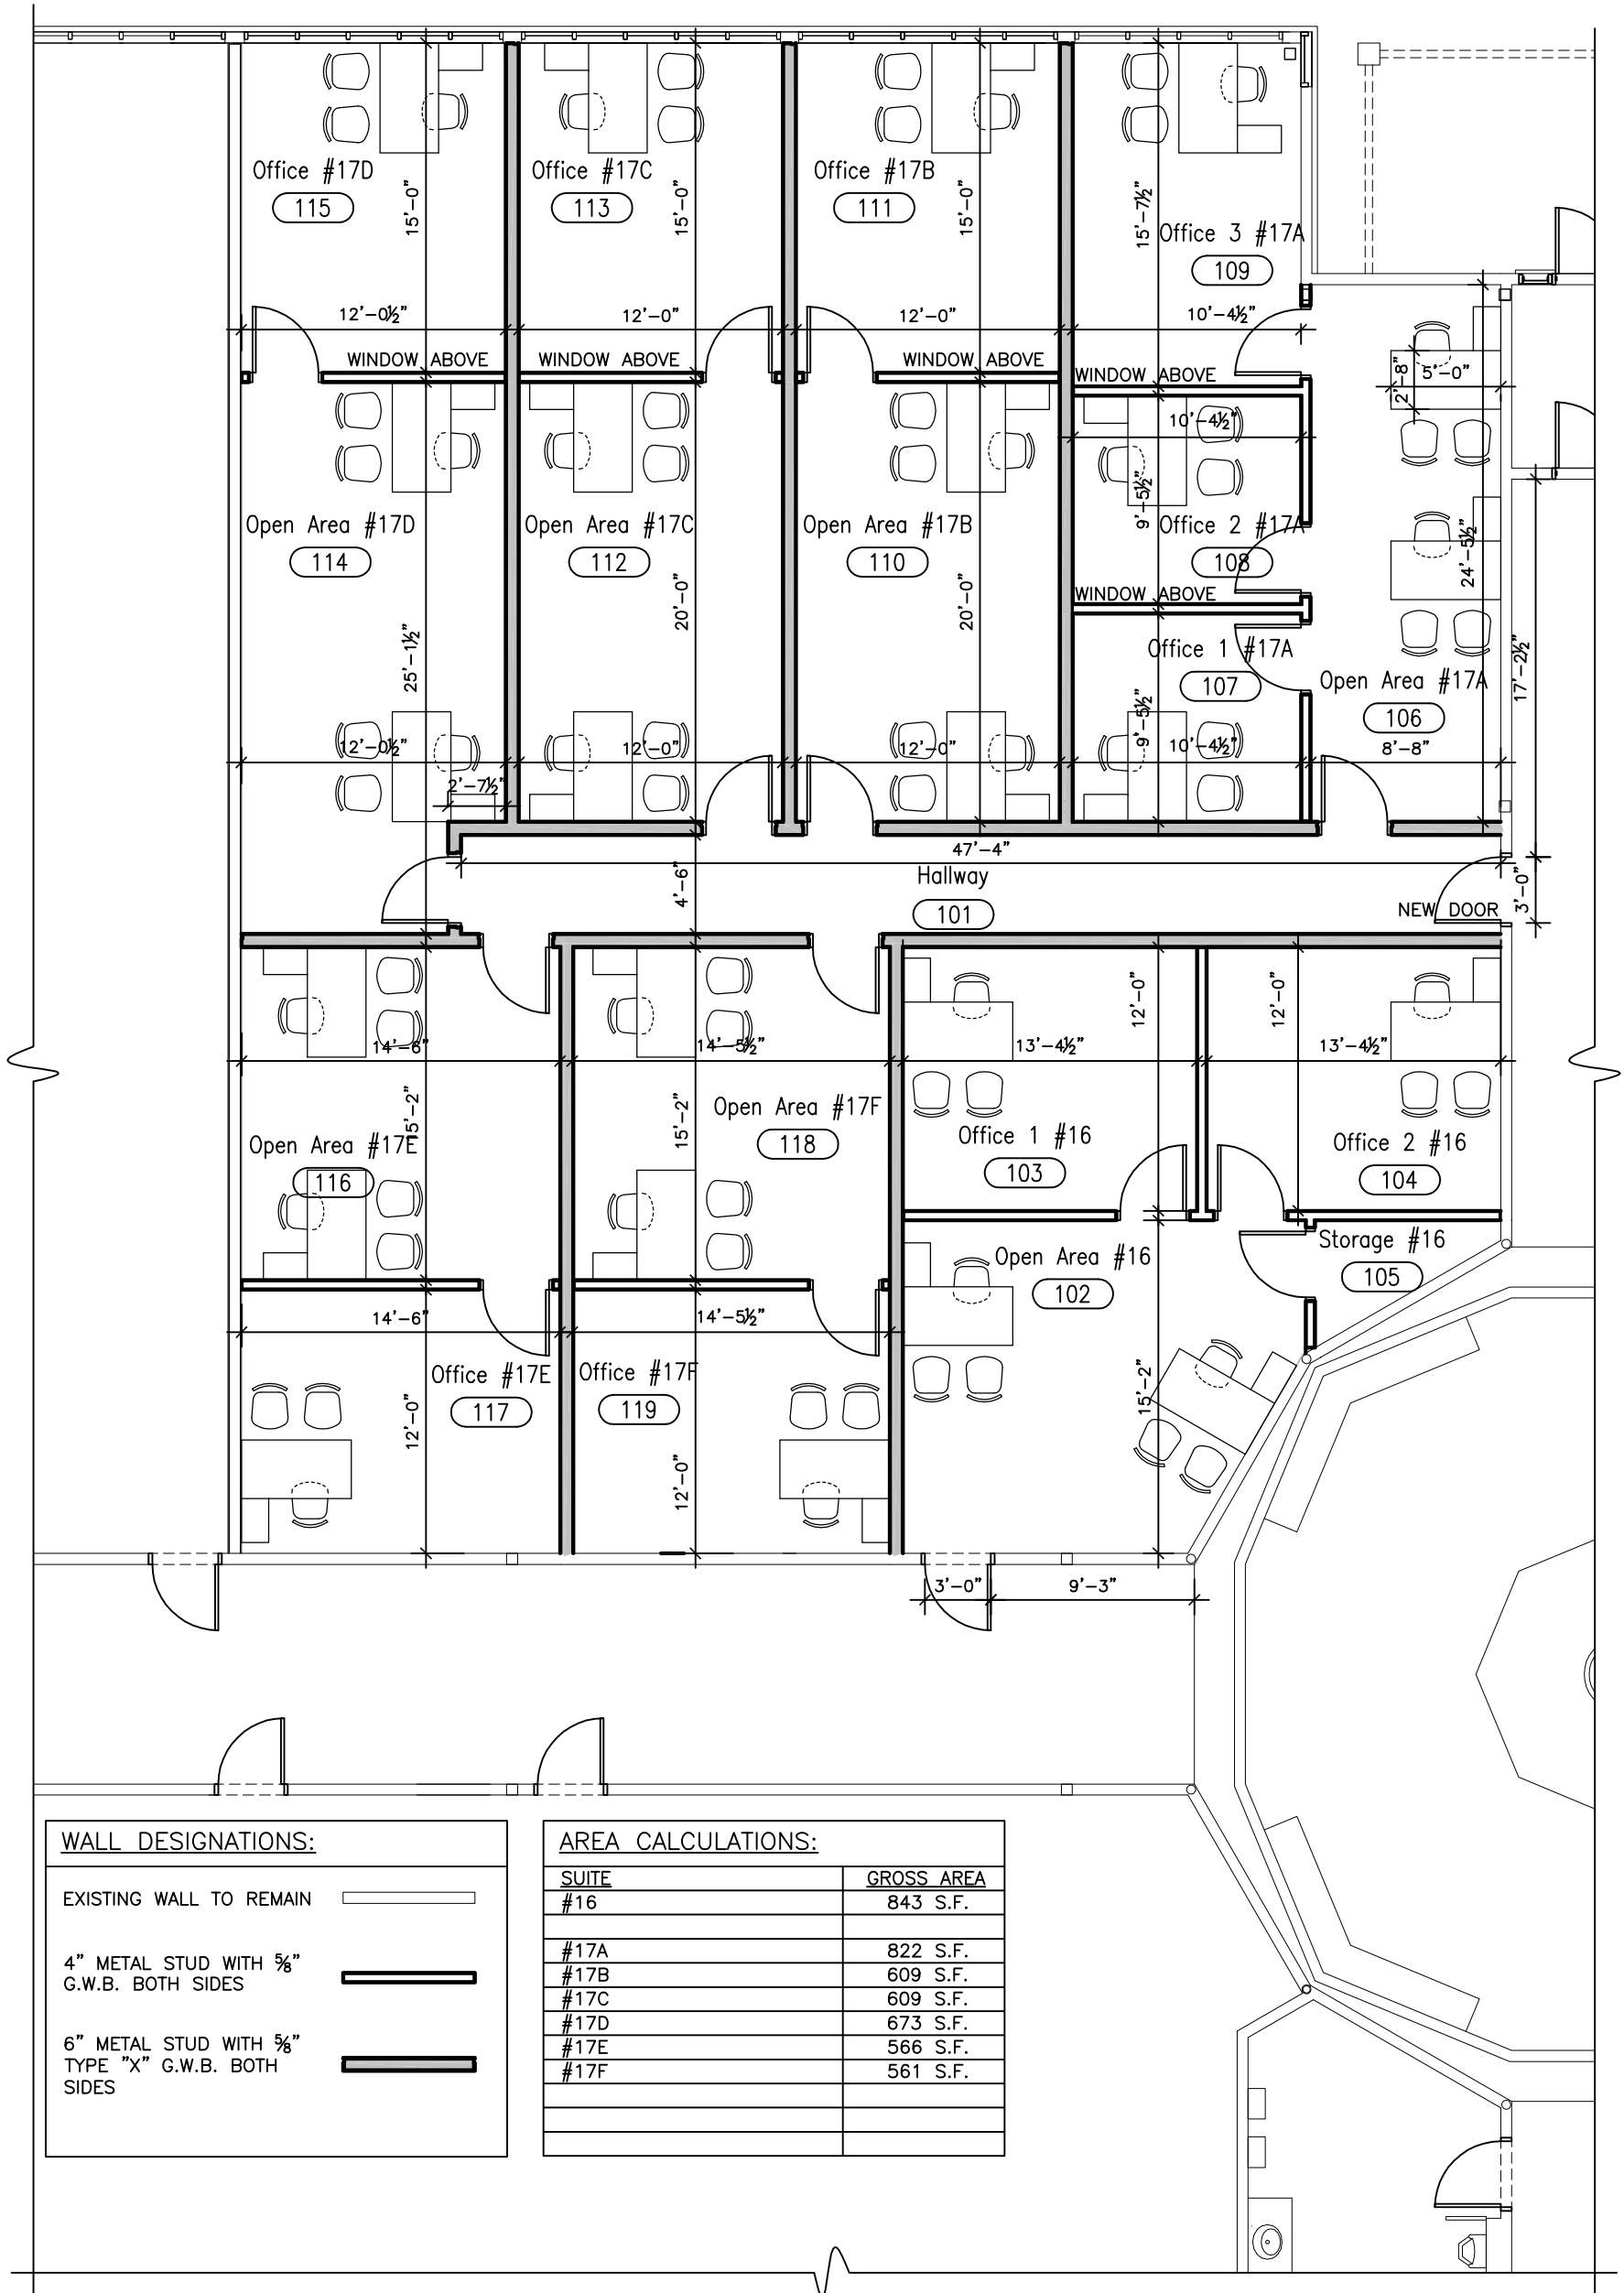 Office #17D
115
15'-0"
Office #17C
113
15'-0"
Office #17B
111
15'-0"
15'-7½"
Office 3 #17A
109
12'-0½"
12'-0"
12'-0"
10'-4½"
WINDOW ABOVE
WINDOW ABOVE
WINDOW ABOVE
WINDOW ABOVE
2'-8"
5'-0"
10'-4½"
9'-5½"
Office 2 #17A
108
Open Area #17D
114
Open Area #17C
112
Open Area #17B
110
24'-5½"
WINDOW ABOVE
20'-0"
20'-0"
25'-1½"
Office 1 #17A
107
17'-2½"
Open Area #17A
106
9'-5½"
12'-0½"
12'-0"
12'-0"
10'-4½"
8'-8"
2'-7½"
47'-4"
4'-6"
Hallway
101
NEW DOOR
3'-0"
12'-0"
12'-0"
14'-6"
14'-5½"
13'-4½"
13'-4½"
15'-2"
15'-2"
Open Area #17F
118
Open Area #17E
116
Office 1 #16
103
Office 2 #16
104
Open Area #16
102
Storage #16
105
14'-6"
14'-5½"
Office #17E
117
Office #17F
119
12'-0"
12'-0"
15'-2"
3'-0"
9'-3"
WALL DESIGNATIONS:
EXISTING WALL TO REMAIN
4" METAL STUD WITH ⅝"
G.W.B. BOTH SIDES
6" METAL STUD WITH ⅝"
TYPE "X" G.W.B. BOTH
SIDES
AREA CALCULATIONS:
SUITE GROSS AREA
#16 843 S.F.
#17A 822 S.F.
#17B 609 S.F.
#17C 609 S.F.
#17D 673 S.F.
#17E 566 S.F.
#17F 561 S.F.